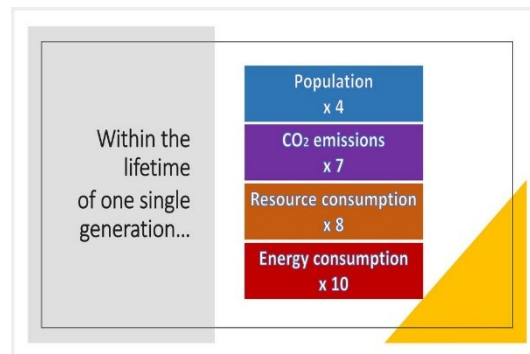 Within the
lifetime
of one single
generation...
Population
x 4
CO₂ emissions
x 7
Resource consumption
x 8
Energy consumption
x 10